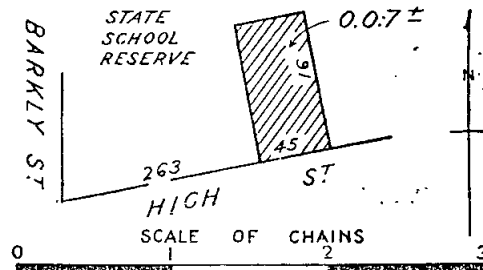 STATE
SCHOOL
RESERVE
0.0.7 ±
BARKLY ST.
91
N
45
263
HIGH ST
SCALE OF CHAINS
0 1 2 3